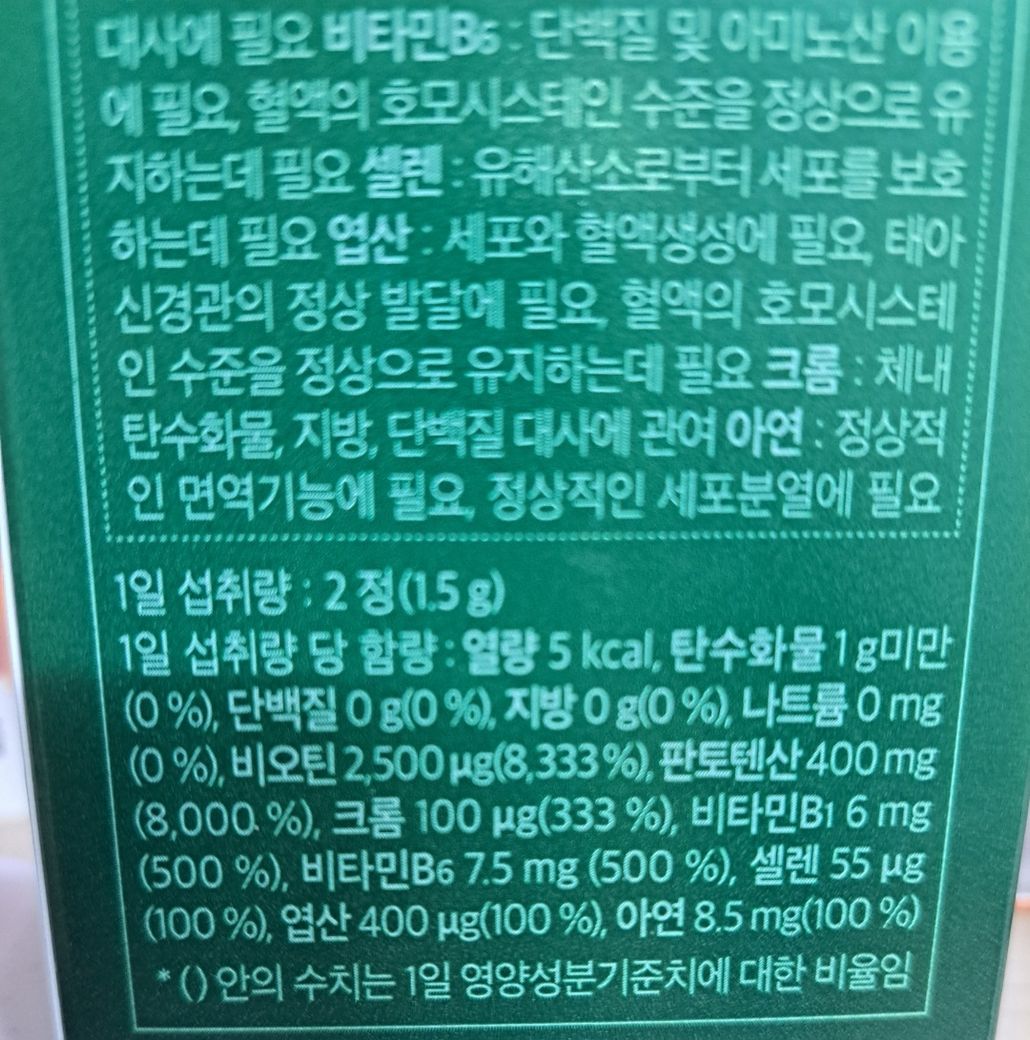 대사에 필요 비타민B6 : 단백질 및 아미노산 이용
에 필요, 혈액의 호모시스테인 수준을 정상으로 유
지하는데 필요 셀렌 : 유해산소로부터 세포를 보호
하는데 필요 엽산 : 세포와 혈액생성에 필요, 태아
신경관의 정상 발달에 필요, 혈액의 호모시스테
인 수준을 정상으로 유지하는데 필요 크롬 : 체내
탄수화물, 지방, 단백질 대사에 관여 아연 : 정상적
인 면역기능에 필요, 정상적인 세포분열에 필요
1일 섭취량 : 2 정(1.5 g)
1일 섭취량 당 함량 : 열량 5 kcal, 탄수화물 1 g미만
(0 %), 단백질 0 g(0 %), 지방 0 g(0 %), 나트륨 0 mg
(0 %), 비오틴 2,500 µg(8,333 %), 판토텐산 400 mg
(8,000 %), 크롬 100 µg(333 %), 비타민B1 6 mg
(500 %), 비타민B6 7.5 mg (500 %), 셀렌 55 µg
(100 %), 엽산 400 µg(100 %), 아연 8.5 mg(100 %)
* () 안의 수치는 1일 영양성분기준치에 대한 비율임